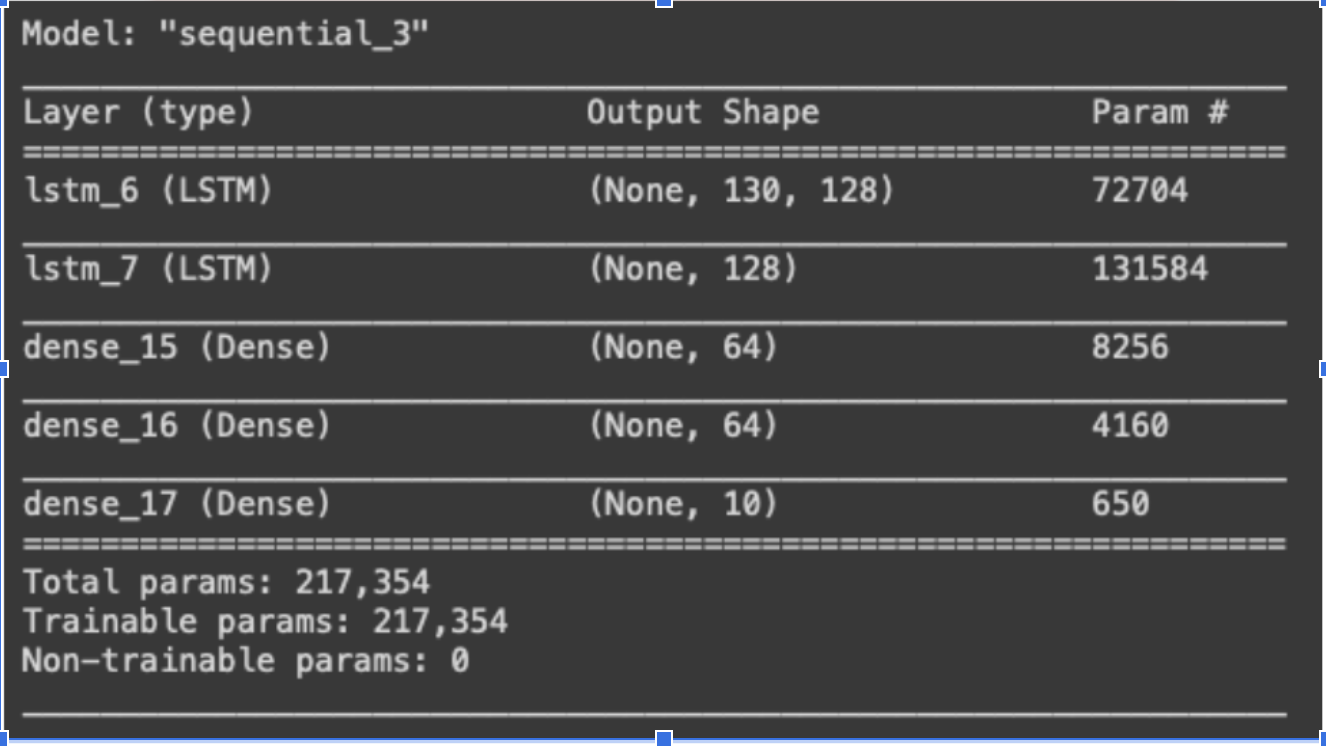 Model: "sequential_3"
Layer (type) Output Shape Param #
=================================================================
lstm_6 (LSTM) (None, 130, 128) 72704
lstm_7 (LSTM) (None, 128) 131584
dense_15 (Dense) (None, 64) 8256
dense_16 (Dense) (None, 64) 4160
dense_17 (Dense) (None, 10) 650
=================================================================
Total params: 217,354
Trainable params: 217,354
Non-trainable params: 0